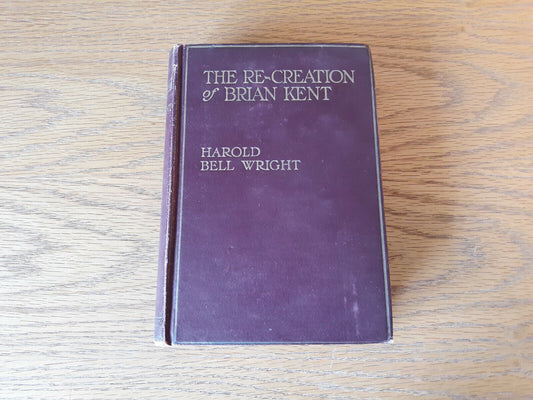 THE RE-CREATION
of BRIAN KENT
HAROLD
BELL WRIGHT